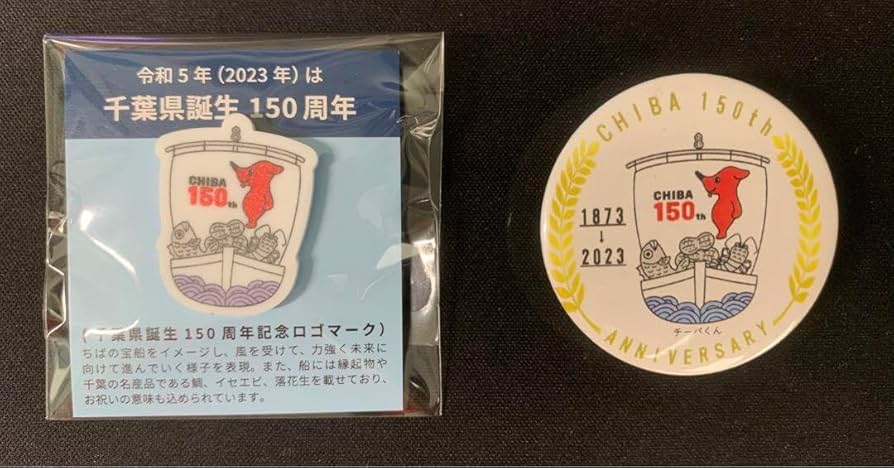 令和5年(2023年)は
千葉県誕生150周年
CHIBA
150th
(千葉県誕生150周年記念ロゴマーク)
ちばの宝船をイメージし、風を受けて、力強く未来に
向けて進んでいく様子を表現。また、船には縁起物や
千葉の名産品である鯛、イセエビ、落花生を載せており、
お祝いの意味も込められています。
CHIBA 150th
CHIBA
150th
1873
↓
2023
チーバくん
ANNIVERSARY